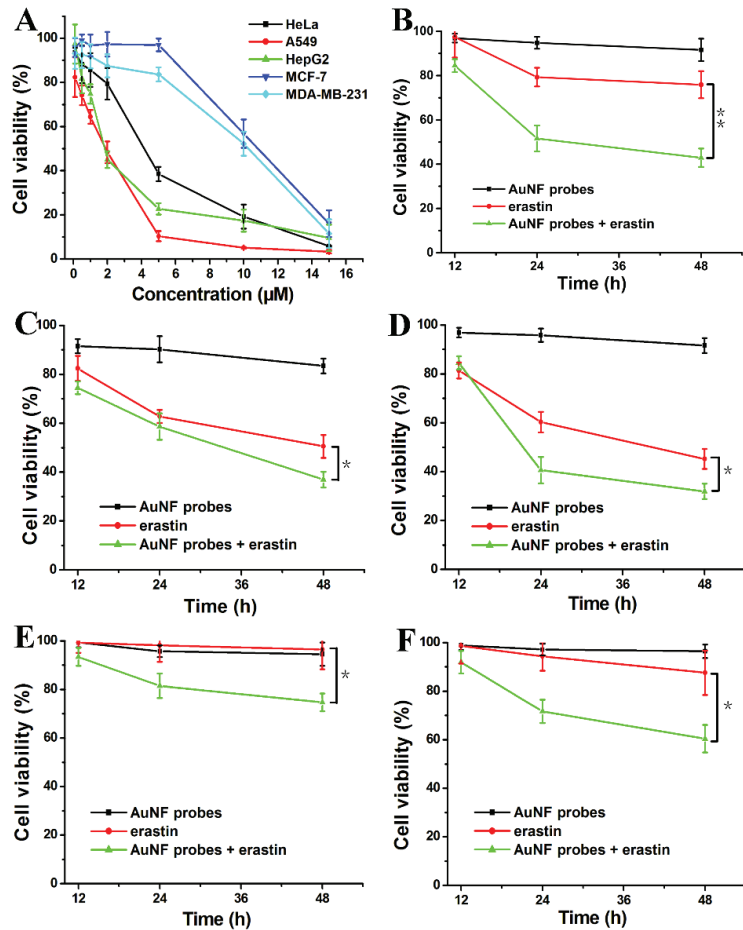 A
HeLa
A549
HepG2
MCF-7
MDA-MB-231
Cell viability (%)
100
80
60
40
20
0
0 2 4 6 8 10 12 14 16
Concentration (µM)
B
Cell viability (%)
100
80
60
40
20
0
**
AuNF probes
erastin
AuNF probes + erastin
12 24 36 48
Time (h)
C
Cell viability (%)
100
80
60
40
20
0
*
AuNF probes
erastin
AuNF probes + erastin
12 24 36 48
Time (h)
D
Cell viability (%)
100
80
60
40
20
0
*
AuNF probes
erastin
AuNF probes + erastin
12 24 36 48
Time (h)
E
Cell viability (%)
100
80
60
40
20
0
*
AuNF probes
erastin
AuNF probes + erastin
12 24 36 48
Time (h)
F
Cell viability (%)
100
80
60
40
20
0
*
AuNF probes
erastin
AuNF probes + erastin
12 24 36 48
Time (h)